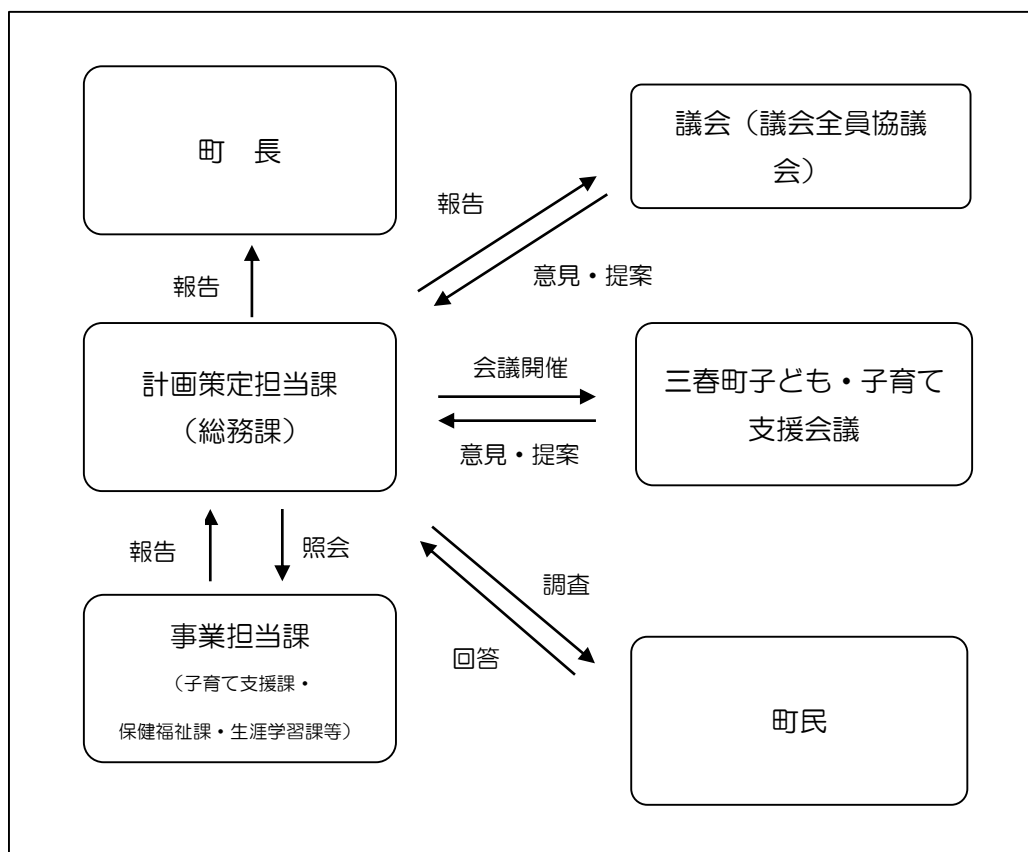 町　長
議会（議会全員協議
会）
報告
意見・提案
報告
計画策定担当課
（総務課）
会議開催
意見・提案
三春町子ども・子育て
支援会議
報告
照会
調査
回答
事業担当課
（子育て支援課・
保健福祉課・生涯学習課等）
町民